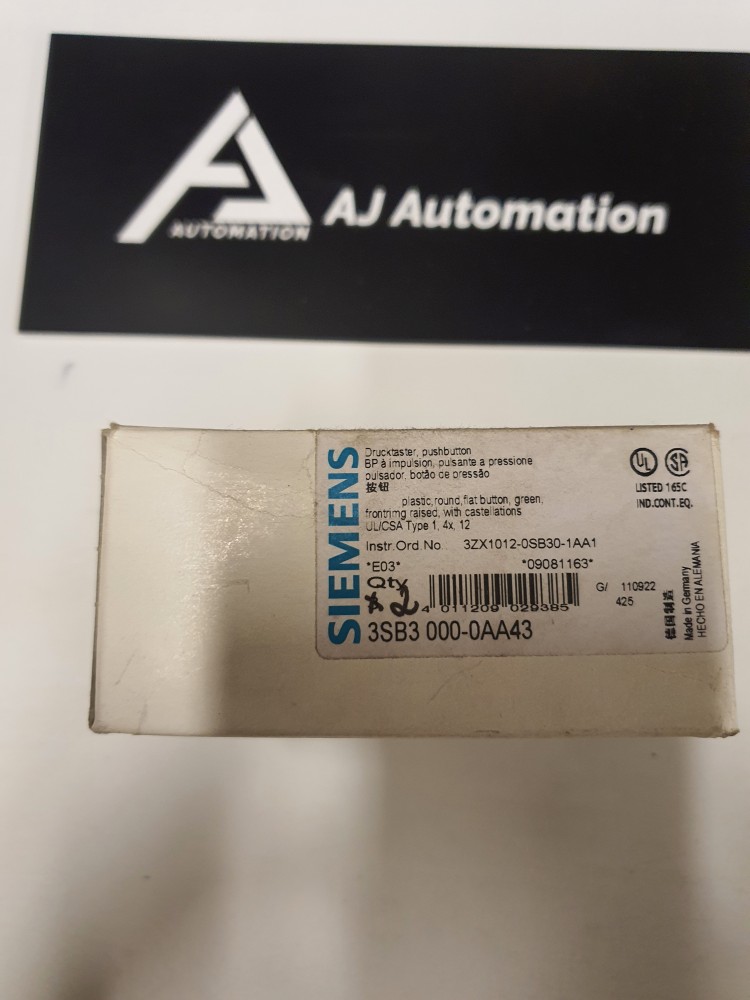 AUTOMATION
AJ Automation
SIEMENS
Drucktaster, pushbutton
BP à impulsion, pulsante a pressione
pulsador, botão de pressão
按钮
plastic,round,flat button, green,
frontring raised, with castellations
UL/CSA Type 1, 4x, 12
Instr.Ord.No. 3ZX1012-0SB30-1AA1
*E03* *09081163*
Qty
2
4 011209 029385
G/ 110922
425
3SB3 000-0AA43
UL
LISTED 165C
IND.CONT.EQ.
德国制造
Made in Germany
HECHO EN ALEMANIA